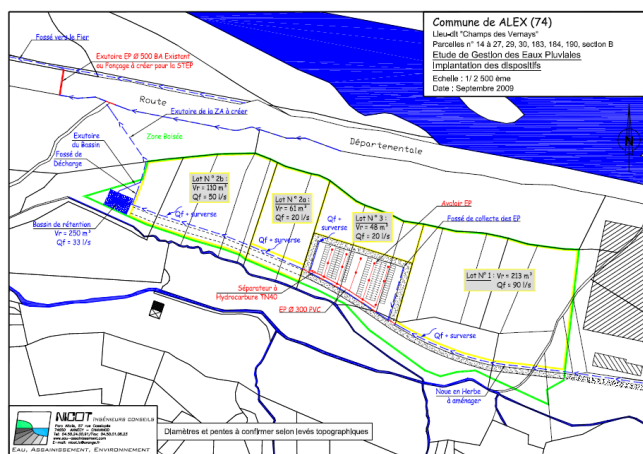 Commune de ALEX (74)
Lieu-dit "Champs des Vernays"
Parcelles n° 14 à 27, 29, 30, 183, 184, 190, section B
Etude de Gestion des Eaux Pluviales
Implantation des dispositifs
Echelle : 1/ 2 500 ème
Date : Septembre 2009
Fossé vers le Fier
Exutoire EP Ø 500 BA Existant
ou Fonçage à créer pour la STEP
Route
Départementale
Exutoire de la ZA à créer
Zone Boisée
Exutoire
du Bassin
Fossé de
Décharge
Lot N° 2b :
Vr = 110 m³
Qf = 50 l/s
Lot N° 2a :
Vr = 61 m³
Qf = 20 l/s
Lot N° 3 :
Vr = 48 m³
Qf = 20 l/s
Avaloir EP
Qf + surverse
Fossé de collecte des EP
Bassin de rétention
Vr = 250 m³
Qf = 33 l/s
Qf + surverse
Qf + surverse
Lot N° 1 : Vr = 213 m³
Qf = 90 l/s
Séparateur à
Hydrocarbure TN40
EP Ø 300 PVC
Qf + surverse
Noue en Herbe
à aménager
NICOT INGÉNIEURS CONSEILS
EAU, ASSAINISSEMENT, ENVIRONNEMENT
Diamètres et pentes à confirmer selon levés topographiques